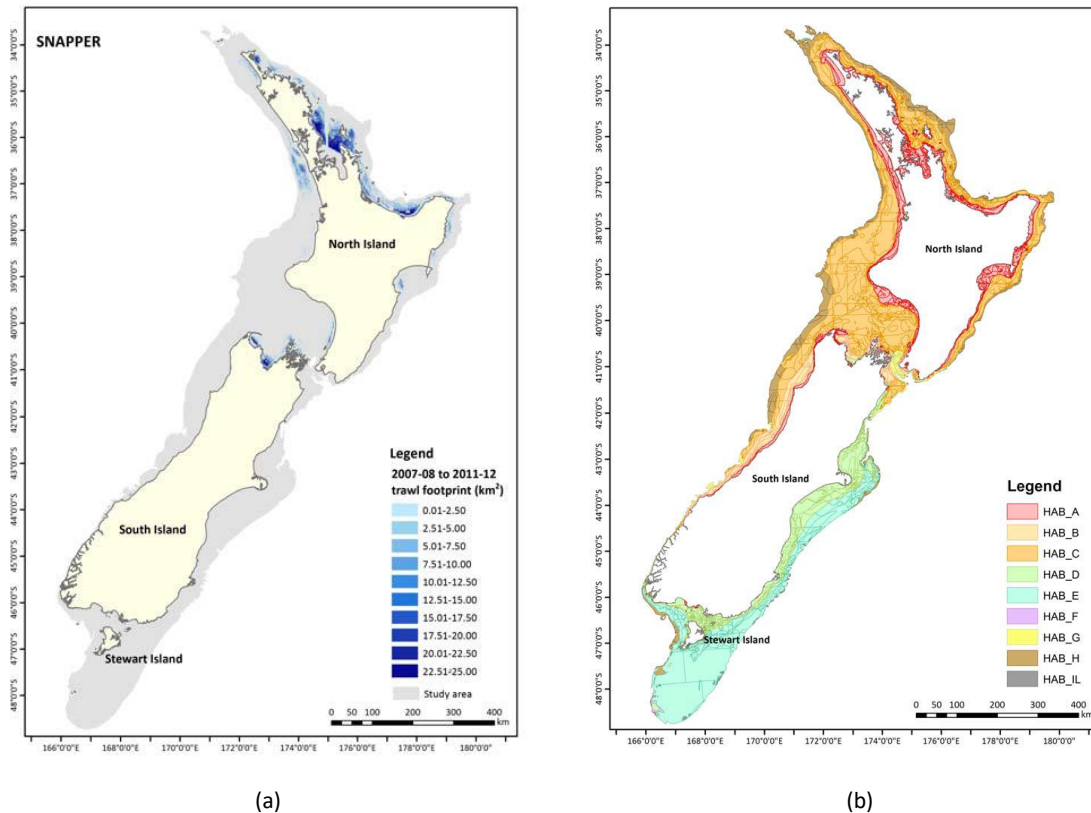 SNAPPER
34°0'0"S
35°0'0"S
36°0'0"S
37°0'0"S
38°0'0"S
39°0'0"S
40°0'0"S
41°0'0"S
42°0'0"S
43°0'0"S
44°0'0"S
45°0'0"S
46°0'0"S
47°0'0"S
48°0'0"S
North Island
South Island
Stewart Island
Legend
2007-08 to 2011-12
trawl footprint (km²)
0.01-2.50
2.51-5.00
5.01-7.50
7.51-10.00
10.01-12.50
12.51-15.00
15.01-17.50
17.51-20.00
20.01-22.50
22.51-25.00
Study area
0 50 100 200 300 400
km
166°0'0"E 168°0'0"E 170°0'0"E 172°0'0"E 174°0'0"E 176°0'0"E 178°0'0"E 180°0'0"
(a)
34°0'0"S
35°0'0"S
36°0'0"S
37°0'0"S
38°0'0"S
39°0'0"S
40°0'0"S
41°0'0"S
42°0'0"S
43°0'0"S
44°0'0"S
45°0'0"S
46°0'0"S
47°0'0"S
48°0'0"S
North Island
South Island
Stewart Island
Legend
HAB_A
HAB_B
HAB_C
HAB_D
HAB_E
HAB_F
HAB_G
HAB_H
HAB_IL
0 50 100 200 300 400
km
166°0'0"E 168°0'0"E 170°0'0"E 172°0'0"E 174°0'0"E 176°0'0"E 178°0'0"E 180°0'0"
(b)